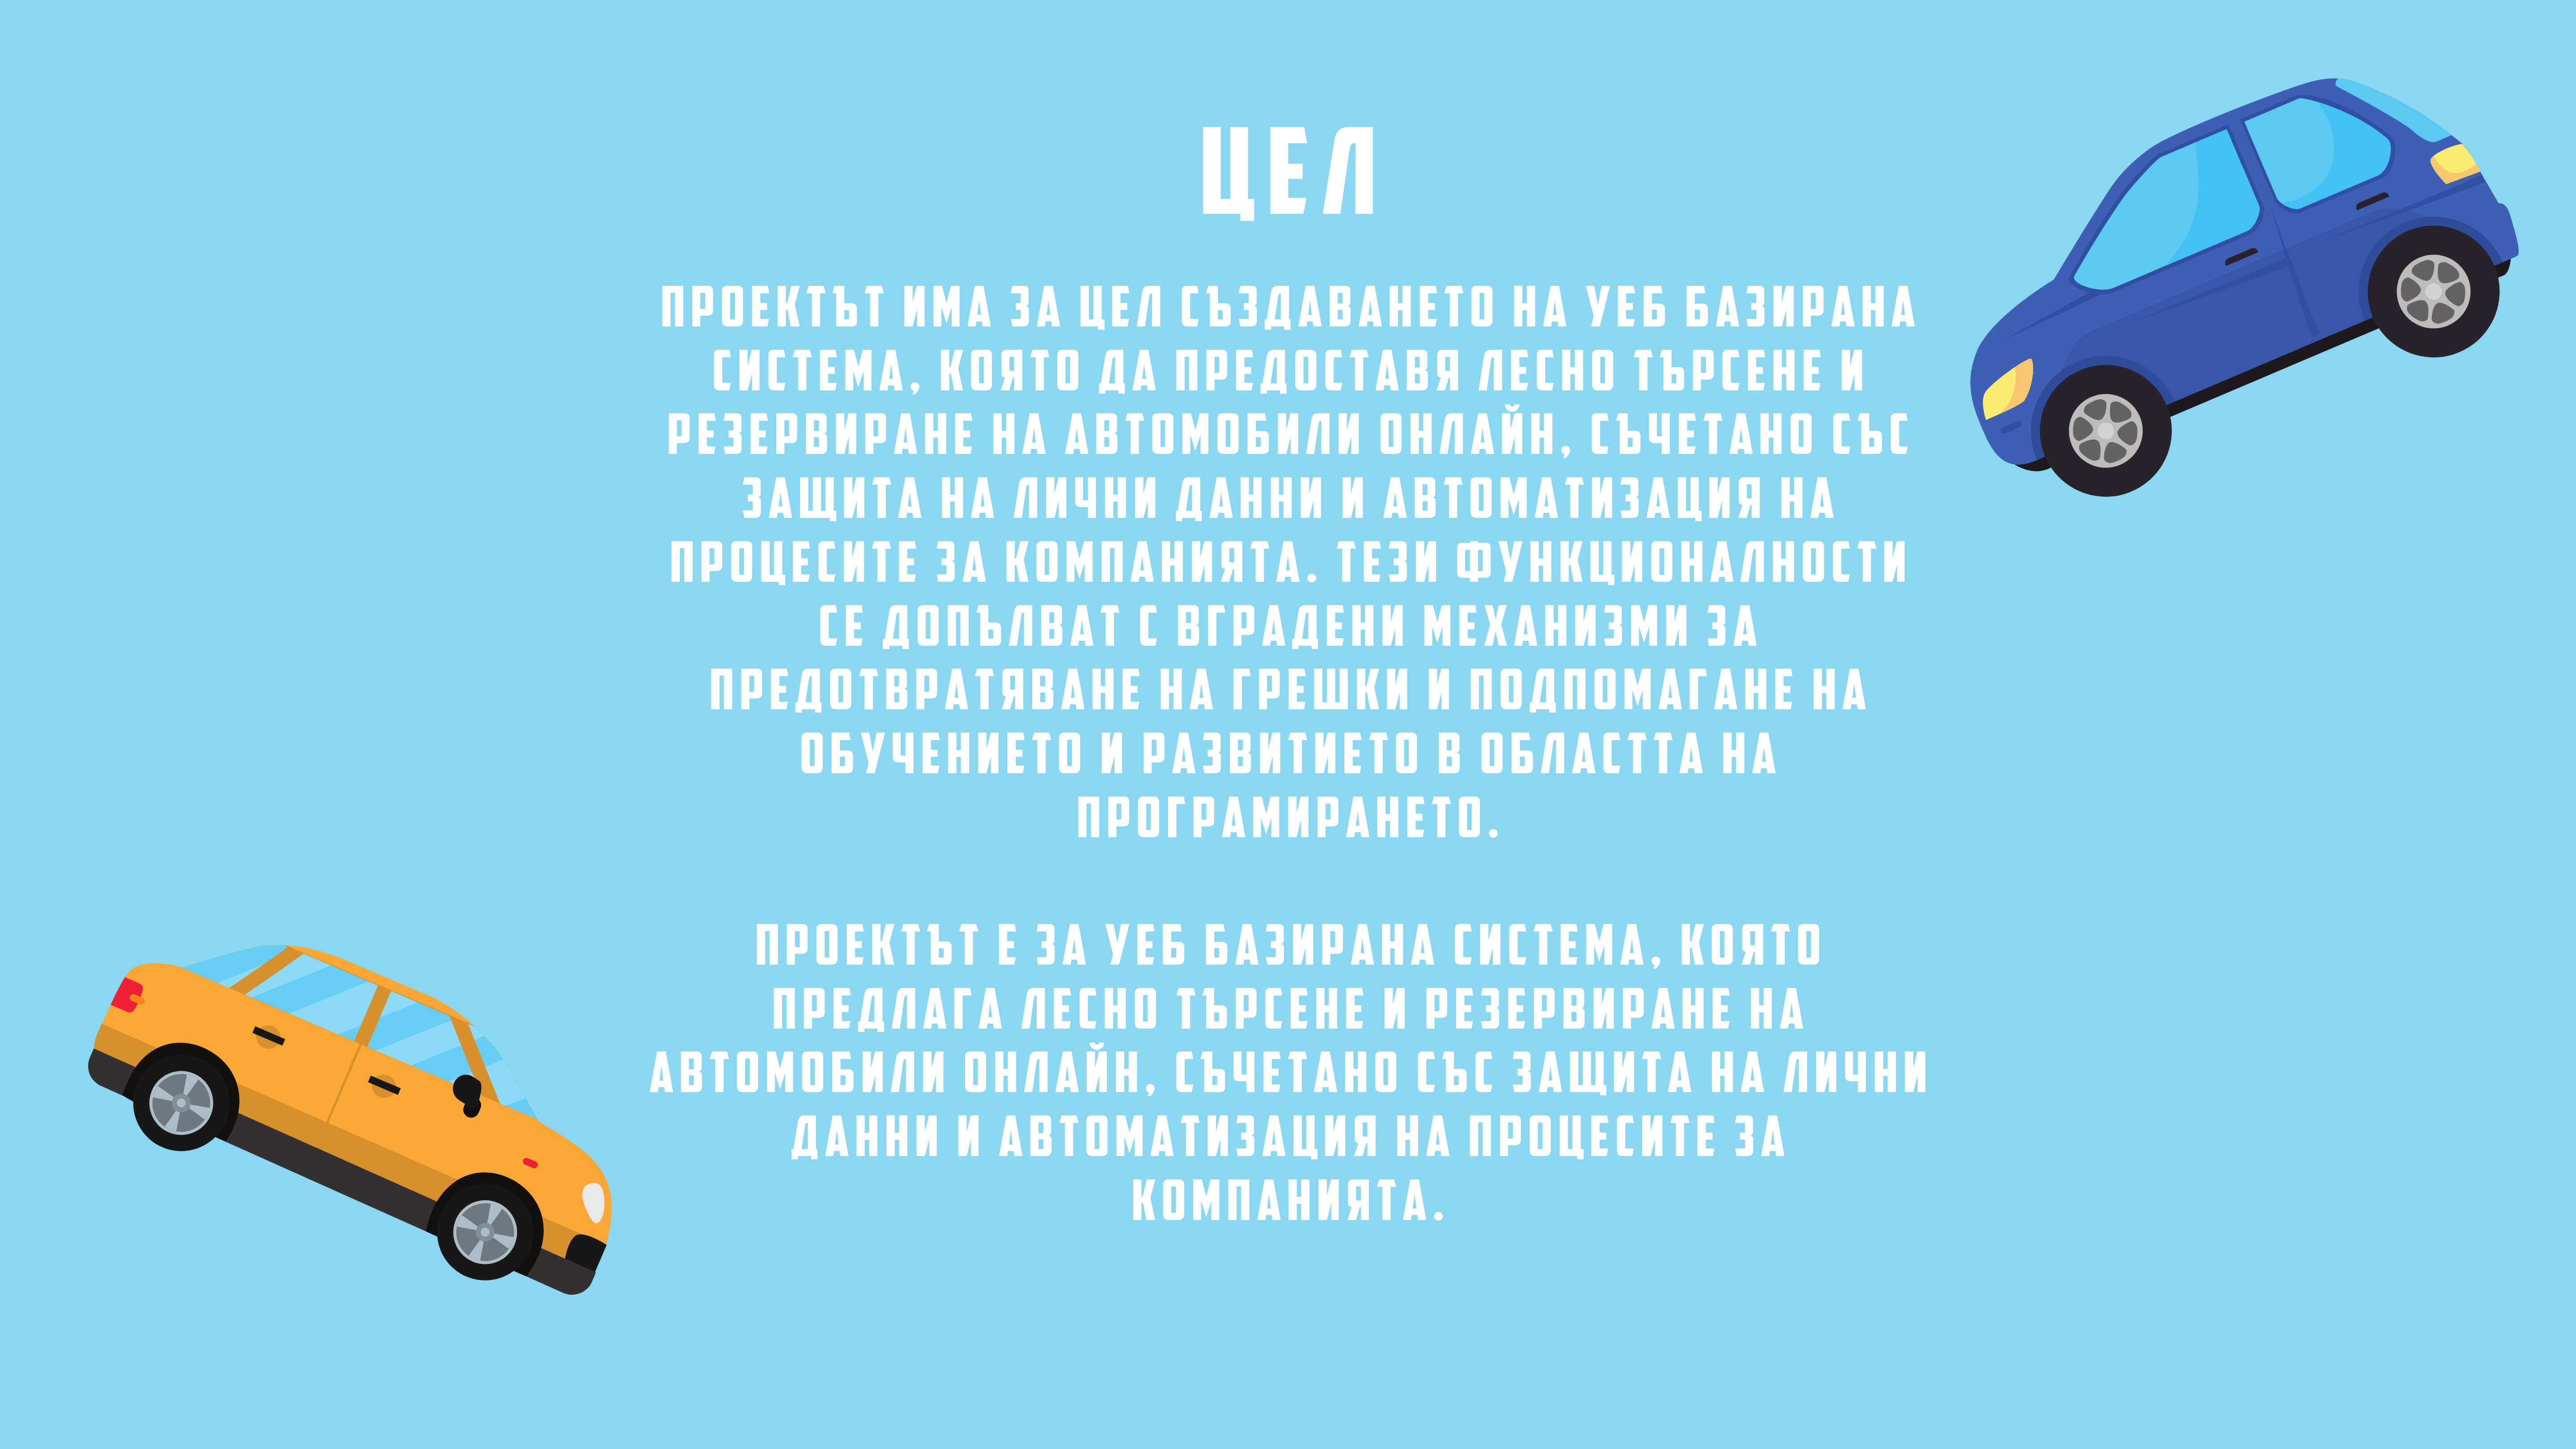 ЦЕЛ
ПРОЕКТЪТ ИМА ЗА ЦЕЛ СЪЗДАВАНЕТО НА УЕБ БАЗИРАНА
СИСТЕМА, КОЯТО ДА ПРЕДОСТАВЯ ЛЕСНО ТЪРСЕНЕ И
РЕЗЕРВИРАНЕ НА АВТОМОБИЛИ ОНЛАЙН, СЪЧЕТАНО СЪС
ЗАЩИТА НА ЛИЧНИ ДАННИ И АВТОМАТИЗАЦИЯ НА
ПРОЦЕСИТЕ ЗА КОМПАНИЯТА. ТЕЗИ ФУНКЦИОНАЛНОСТИ
СЕ ДОПЪЛВАТ С ВГРАДЕНИ МЕХАНИЗМИ ЗА
ПРЕДОТВРАТЯВАНЕ НА ГРЕШКИ И ПОДПОМАГАНЕ НА
ОБУЧЕНИЕТО И РАЗВИТИЕТО В ОБЛАСТТА НА
ПРОГРАМИРАНЕТО.
ПРОЕКТЪТ Е ЗА УЕБ БАЗИРАНА СИСТЕМА, КОЯТО
ПРЕДЛАГА ЛЕСНО ТЪРСЕНЕ И РЕЗЕРВИРАНЕ НА
АВТОМОБИЛИ ОНЛАЙН, СЪЧЕТАНО СЪС ЗАЩИТА НА ЛИЧНИ
ДАННИ И АВТОМАТИЗАЦИЯ НА ПРОЦЕСИТЕ ЗА
КОМПАНИЯТА.